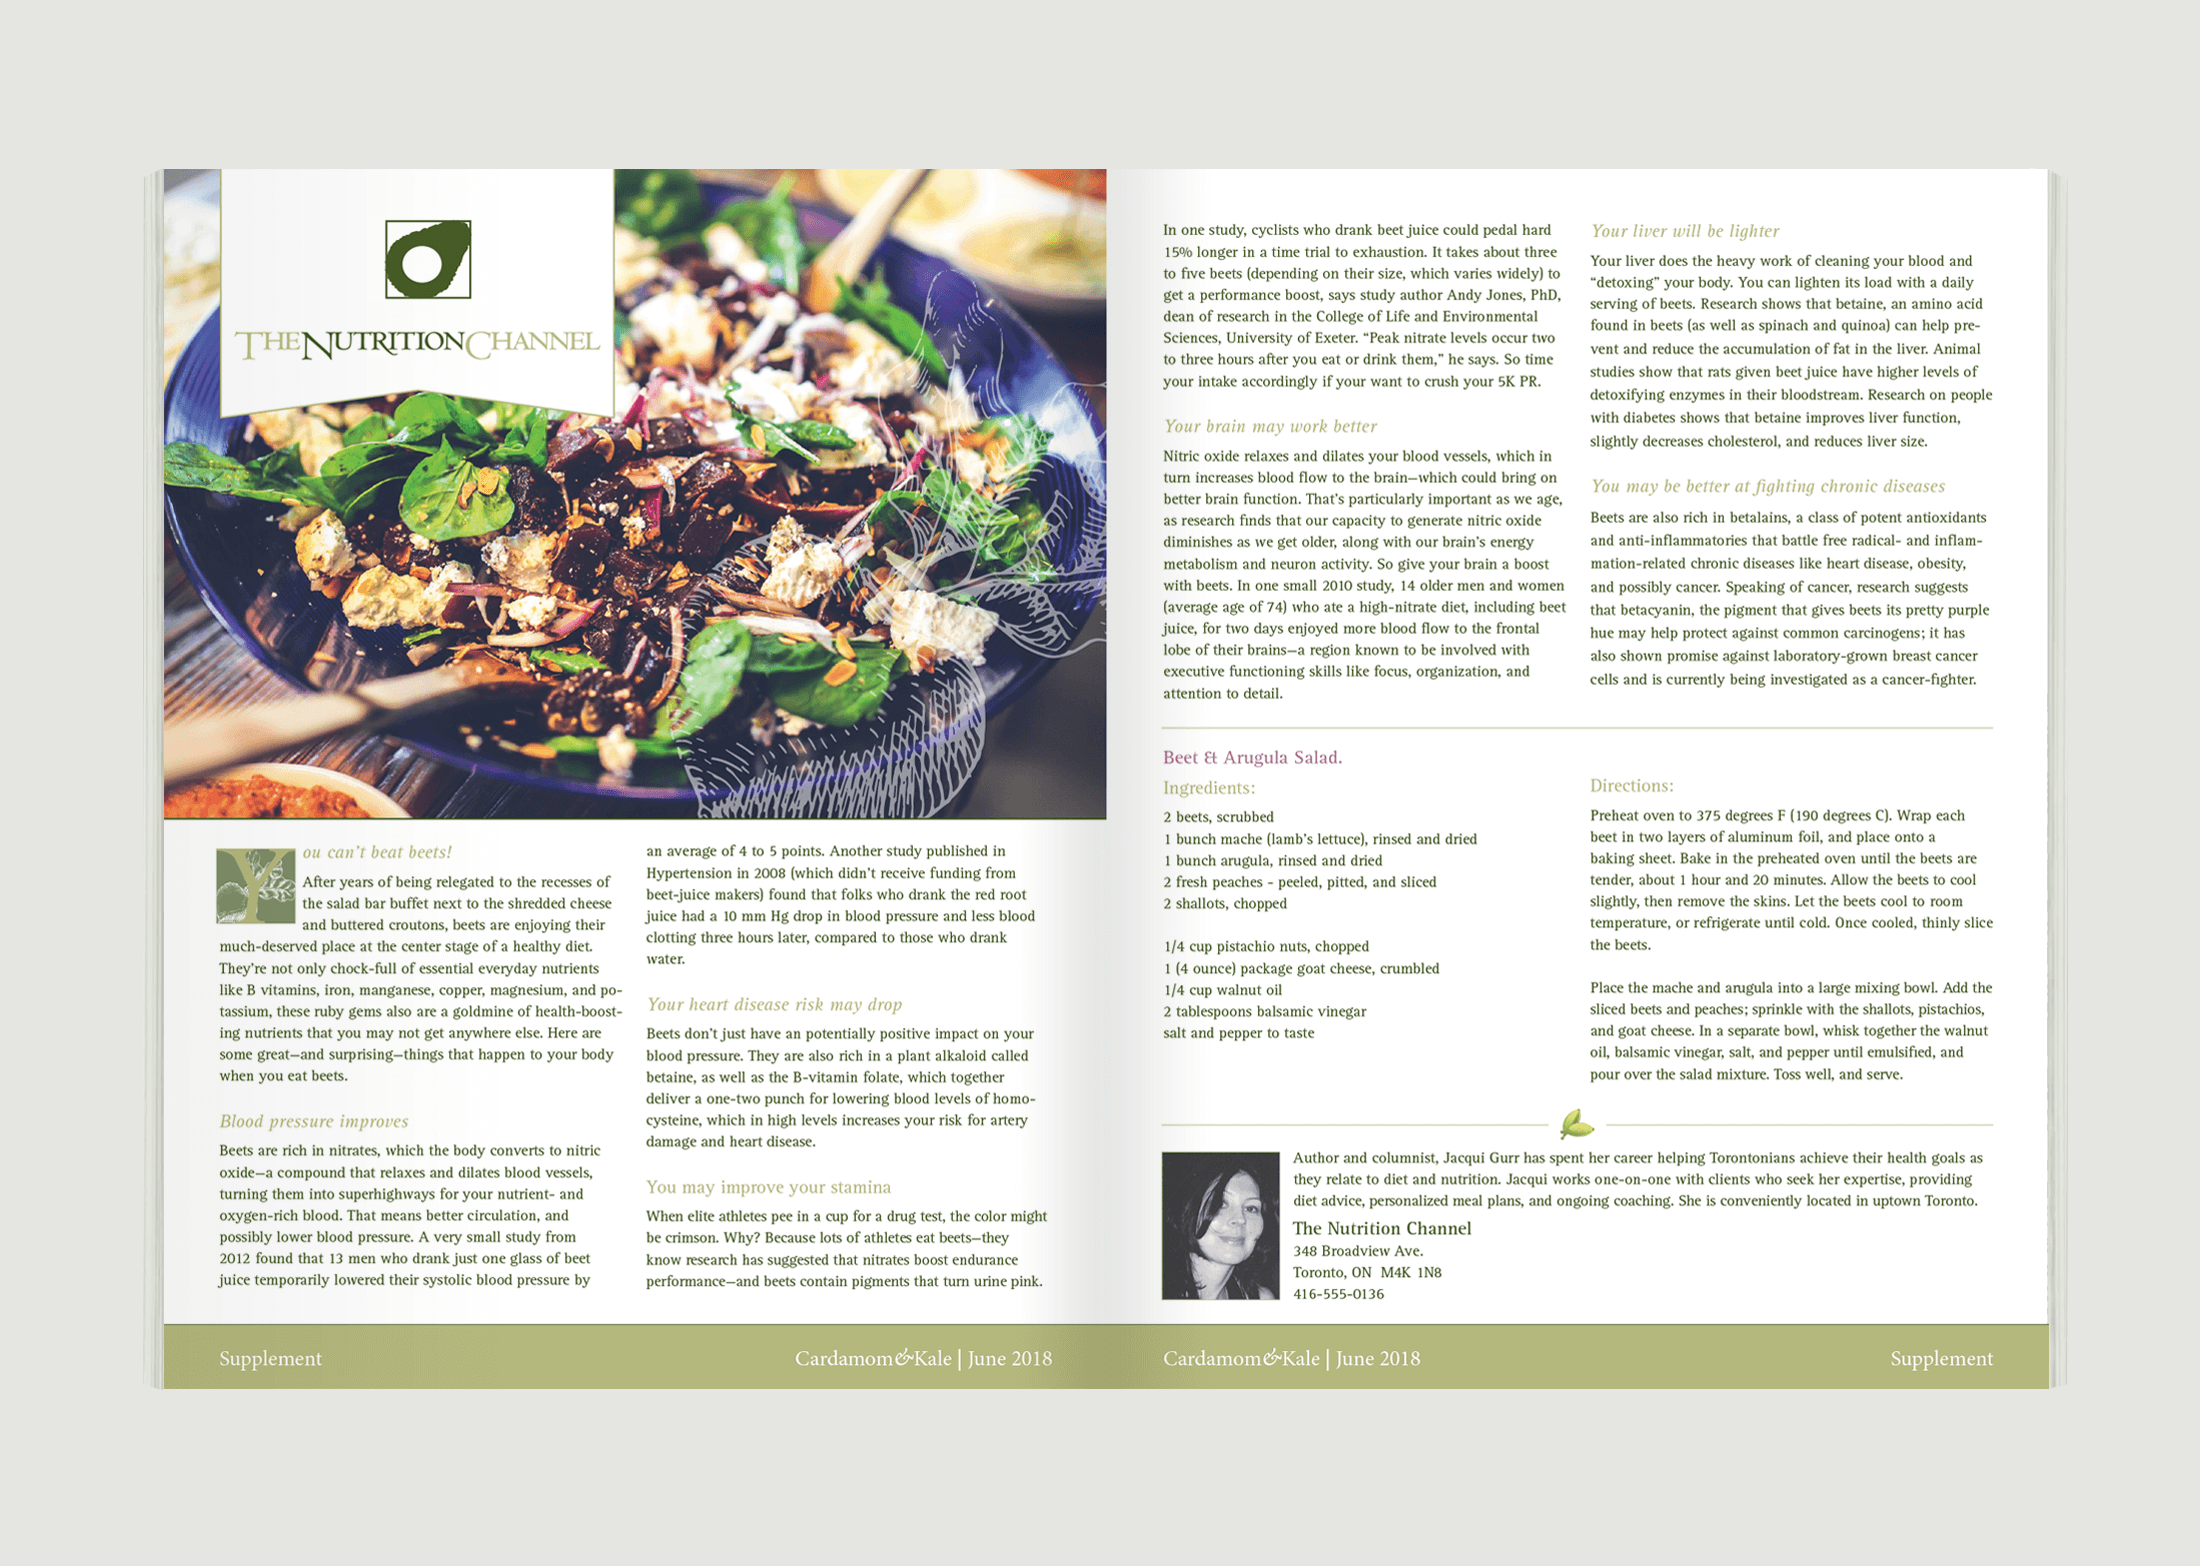 THE NUTRITION CHANNEL
You can't beat beets!
After years of being relegated to the recesses of
the salad bar buffet next to the shredded cheese
and buttered croutons, beets are enjoying their
much-deserved place at the center stage of a healthy diet.
They're not only chock-full of essential everyday nutrients
like B vitamins, iron, manganese, copper, magnesium, and po-
tassium, these ruby gems also are a goldmine of health-boost-
ing nutrients that you may not get anywhere else. Here are
some great—and surprising—things that happen to your body
when you eat beets.
Blood pressure improves
Beets are rich in nitrates, which the body converts to nitric
oxide—a compound that relaxes and dilates blood vessels,
turning them into superhighways for your nutrient- and
oxygen-rich blood. That means better circulation, and
possibly lower blood pressure. A very small study from
2012 found that 13 men who drank just one glass of beet
juice temporarily lowered their systolic blood pressure by
an average of 4 to 5 points. Another study published in
Hypertension in 2008 (which didn't receive funding from
beet-juice makers) found that folks who drank the red root
juice had a 10 mm Hg drop in blood pressure and less blood
clotting three hours later, compared to those who drank
water.
Your heart disease risk may drop
Beets don't just have an potentially positive impact on your
blood pressure. They are also rich in a plant alkaloid called
betaine, as well as the B-vitamin folate, which together
deliver a one-two punch for lowering blood levels of homo-
cysteine, which in high levels increases your risk for artery
damage and heart disease.
You may improve your stamina
When elite athletes pee in a cup for a drug test, the color might
be crimson. Why? Because lots of athletes eat beets—they
know research has suggested that nitrates boost endurance
performance—and beets contain pigments that turn urine pink.
Supplement
Cardamom&Kale | June 2018
In one study, cyclists who drank beet juice could pedal hard
15% longer in a time trial to exhaustion. It takes about three
to five beets (depending on their size, which varies widely) to
get a performance boost, says study author Andy Jones, PhD,
dean of research in the College of Life and Environmental
Sciences, University of Exeter. “Peak nitrate levels occur two
to three hours after you eat or drink them,” he says. So time
your intake accordingly if your want to crush your 5K PR.
Your brain may work better
Nitric oxide relaxes and dilates your blood vessels, which in
turn increases blood flow to the brain—which could bring on
better brain function. That's particularly important as we age,
as research finds that our capacity to generate nitric oxide
diminishes as we get older, along with our brain's energy
metabolism and neuron activity. So give your brain a boost
with beets. In one small 2010 study, 14 older men and women
(average age of 74) who ate a high-nitrate diet, including beet
juice, for two days enjoyed more blood flow to the frontal
lobe of their brains—a region known to be involved with
executive functioning skills like focus, organization, and
attention to detail.
Your liver will be lighter
Your liver does the heavy work of cleaning your blood and
“detoxing” your body. You can lighten its load with a daily
serving of beets. Research shows that betaine, an amino acid
found in beets (as well as spinach and quinoa) can help pre-
vent and reduce the accumulation of fat in the liver. Animal
studies show that rats given beet juice have higher levels of
detoxifying enzymes in their bloodstream. Research on people
with diabetes shows that betaine improves liver function,
slightly decreases cholesterol, and reduces liver size.
You may be better at fighting chronic diseases
Beets are also rich in betalains, a class of potent antioxidants
and anti-inflammatories that battle free radical- and inflam-
mation-related chronic diseases like heart disease, obesity,
and possibly cancer. Speaking of cancer, research suggests
that betacyanin, the pigment that gives beets its pretty purple
hue may help protect against common carcinogens; it has
also shown promise against laboratory-grown breast cancer
cells and is currently being investigated as a cancer-fighter.
Beet & Arugula Salad.
Ingredients:
2 beets, scrubbed
1 bunch mache (lamb's lettuce), rinsed and dried
1 bunch arugula, rinsed and dried
2 fresh peaches - peeled, pitted, and sliced
2 shallots, chopped
1/4 cup pistachio nuts, chopped
1 (4 ounce) package goat cheese, crumbled
1/4 cup walnut oil
2 tablespoons balsamic vinegar
salt and pepper to taste
Directions:
Preheat oven to 375 degrees F (190 degrees C). Wrap each
beet in two layers of aluminum foil, and place onto a
baking sheet. Bake in the preheated oven until the beets are
tender, about 1 hour and 20 minutes. Allow the beets to cool
slightly, then remove the skins. Let the beets cool to room
temperature, or refrigerate until cold. Once cooled, thinly slice
the beets.
Place the mache and arugula into a large mixing bowl. Add the
sliced beets and peaches; sprinkle with the shallots, pistachios,
and goat cheese. In a separate bowl, whisk together the walnut
oil, balsamic vinegar, salt, and pepper until emulsified, and
pour over the salad mixture. Toss well, and serve.
Author and columnist, Jacqui Gurr has spent her career helping Torontonians achieve their health goals as
they relate to diet and nutrition. Jacqui works one-on-one with clients who seek her expertise, providing
diet advice, personalized meal plans, and ongoing coaching. She is conveniently located in uptown Toronto.
The Nutrition Channel
348 Broadview Ave.
Toronto, ON M4K 1N8
416-555-0136
Cardamom&Kale | June 2018
Supplement